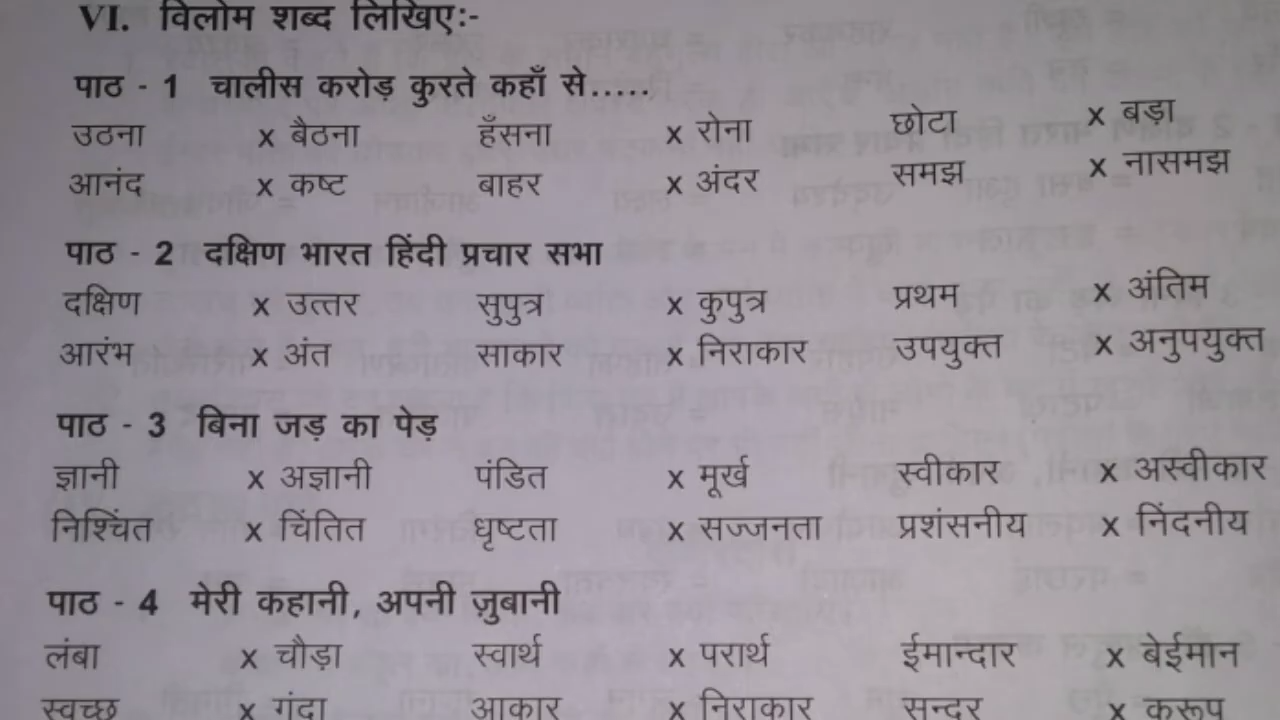 VI. विलोम शब्द लिखिएः-
पाठ - 1 चालीस करोड़ कुरते कहाँ से.....,
उठना x बैठना हँसना x रोना छोटा x बड़ा
आनंद x कष्ट बाहर x अंदर समझ x नासमझ
पाठ - 2 दक्षिण भारत हिंदी प्रचार सभा
दक्षिण x उत्तर सुपुत्र x कुपुत्र प्रथम x अंतिम
आरंभ x अंत साकार x निराकार उपयुक्त x अनुपयुक्त
पाठ - 3 बिना जड़ का पेड़
ज्ञानी x अज्ञानी पंडित x मूर्ख स्वीकार x अस्वीकार
निश्चिंत x चिंतित धृष्टता x सज्जनता प्रशंसनीय x निंदनीय
पाठ - 4 मेरी कहानी, अपनी ज़ुबानी
लंबा x चौड़ा स्वार्थ x परार्थ ईमान्दार x बेईमान
स्वच्छ x गंदा आकार x निराकार सुन्दर x कुरूप